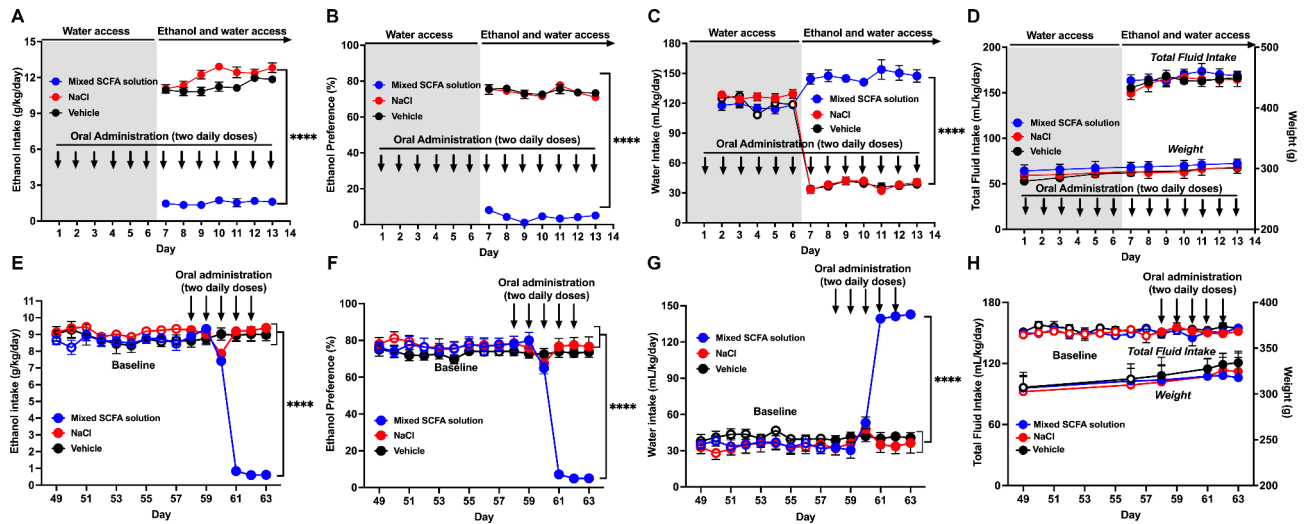 A
Water access
Ethanol and water access
Ethanol Intake (g/kg/day)
15
12
9
6
3
0
Mixed SCFA solution
NaCl
Vehicle
Oral Administration (two daily doses)
****
1 2 3 4 5 6 7 8 9 10 11 12 13 14
Day
B
Water access
Ethanol and water access
Ethanol Preference (%)
100
80
60
40
20
0
Mixed SCFA solution
NaCl
Vehicle
Oral Administration (two daily doses)
****
1 2 3 4 5 6 7 8 9 10 11 12 13 14
Day
C
Water access
Ethanol and water access
Water Intake (mL/kg/day)
180
150
120
90
60
30
0
Mixed SCFA solution
NaCl
Vehicle
Oral Administration (two daily doses)
****
1 2 3 4 5 6 7 8 9 10 11 12 13 14
Day
D
Water access
Ethanol and water access
Total Fluid Intake (mL/kg/day)
200
150
100
50
0
Total Fluid Intake
Mixed SCFA solution
NaCl
Vehicle
Weight
Oral Administration (two daily doses)
500
400
300
200
Weight (g)
1 2 3 4 5 6 7 8 9 10 11 12 13 14
Day
E
Oral administration
(two daily doses)
Ethanol intake (g/kg/day)
11
10
9
8
7
6
5
4
3
2
1
0
Baseline
Mixed SCFA solution
NaCl
Vehicle
****
49 51 53 55 57 59 61 63
Day
F
Oral administration
(two daily doses)
Ethanol Preference (%)
100
80
60
40
20
0
Baseline
Mixed SCFA solution
NaCl
Vehicle
****
49 51 53 55 57 59 61 63
Day
G
Oral administration
(two daily doses)
Water intake (mL/kg/day)
150
120
90
60
30
0
Mixed SCFA solution
NaCl
Vehicle
Baseline
****
49 51 53 55 57 59 61 63
Day
H
Oral administration
(two daily doses)
Total Fluid Intake (mL/kg/day)
180
150
120
90
60
30
0
Baseline
Total Fluid Intake
Weight
Mixed SCFA solution
NaCl
Vehicle
400
350
300
250
200
Weight (g)
49 51 53 55 57 59 61 63
Day